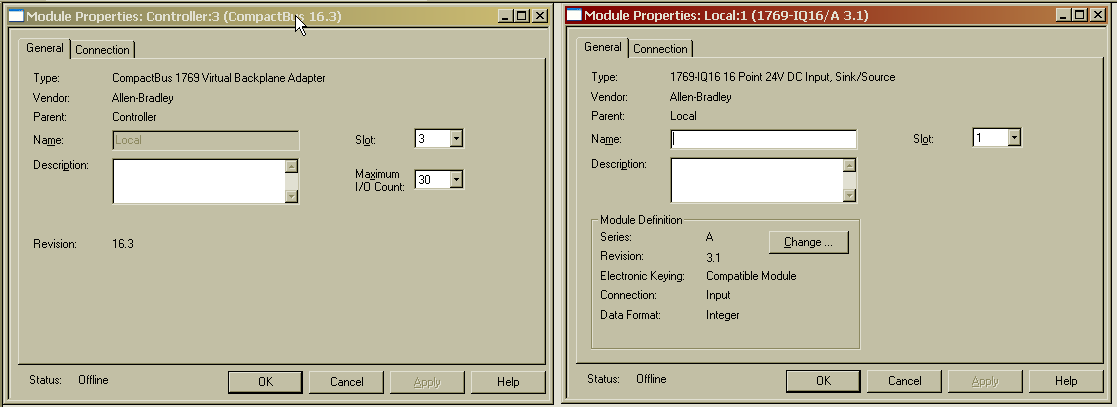 Module Properties: Controller:3 (CompactBus 16.3)
General
Connection
Type: CompactBus 1769 Virtual Backplane Adapter
Vendor: Allen-Bradley
Parent: Controller
Name: Local
Slot: 3
Description:
Maximum
I/O Count: 30
Revision: 16.3
Status: Offline
OK
Cancel
Apply
Help
Module Properties: Local:1 (1769-IQ16/A 3.1)
General
Connection
Type: 1769-IQ16 16 Point 24V DC Input, Sink/Source
Vendor: Allen-Bradley
Parent: Local
Name:
Slot: 1
Description:
Module Definition
Series: A
Change ...
Revision: 3.1
Electronic Keying: Compatible Module
Connection: Input
Data Format: Integer
Status: Offline
OK
Cancel
Apply
Help